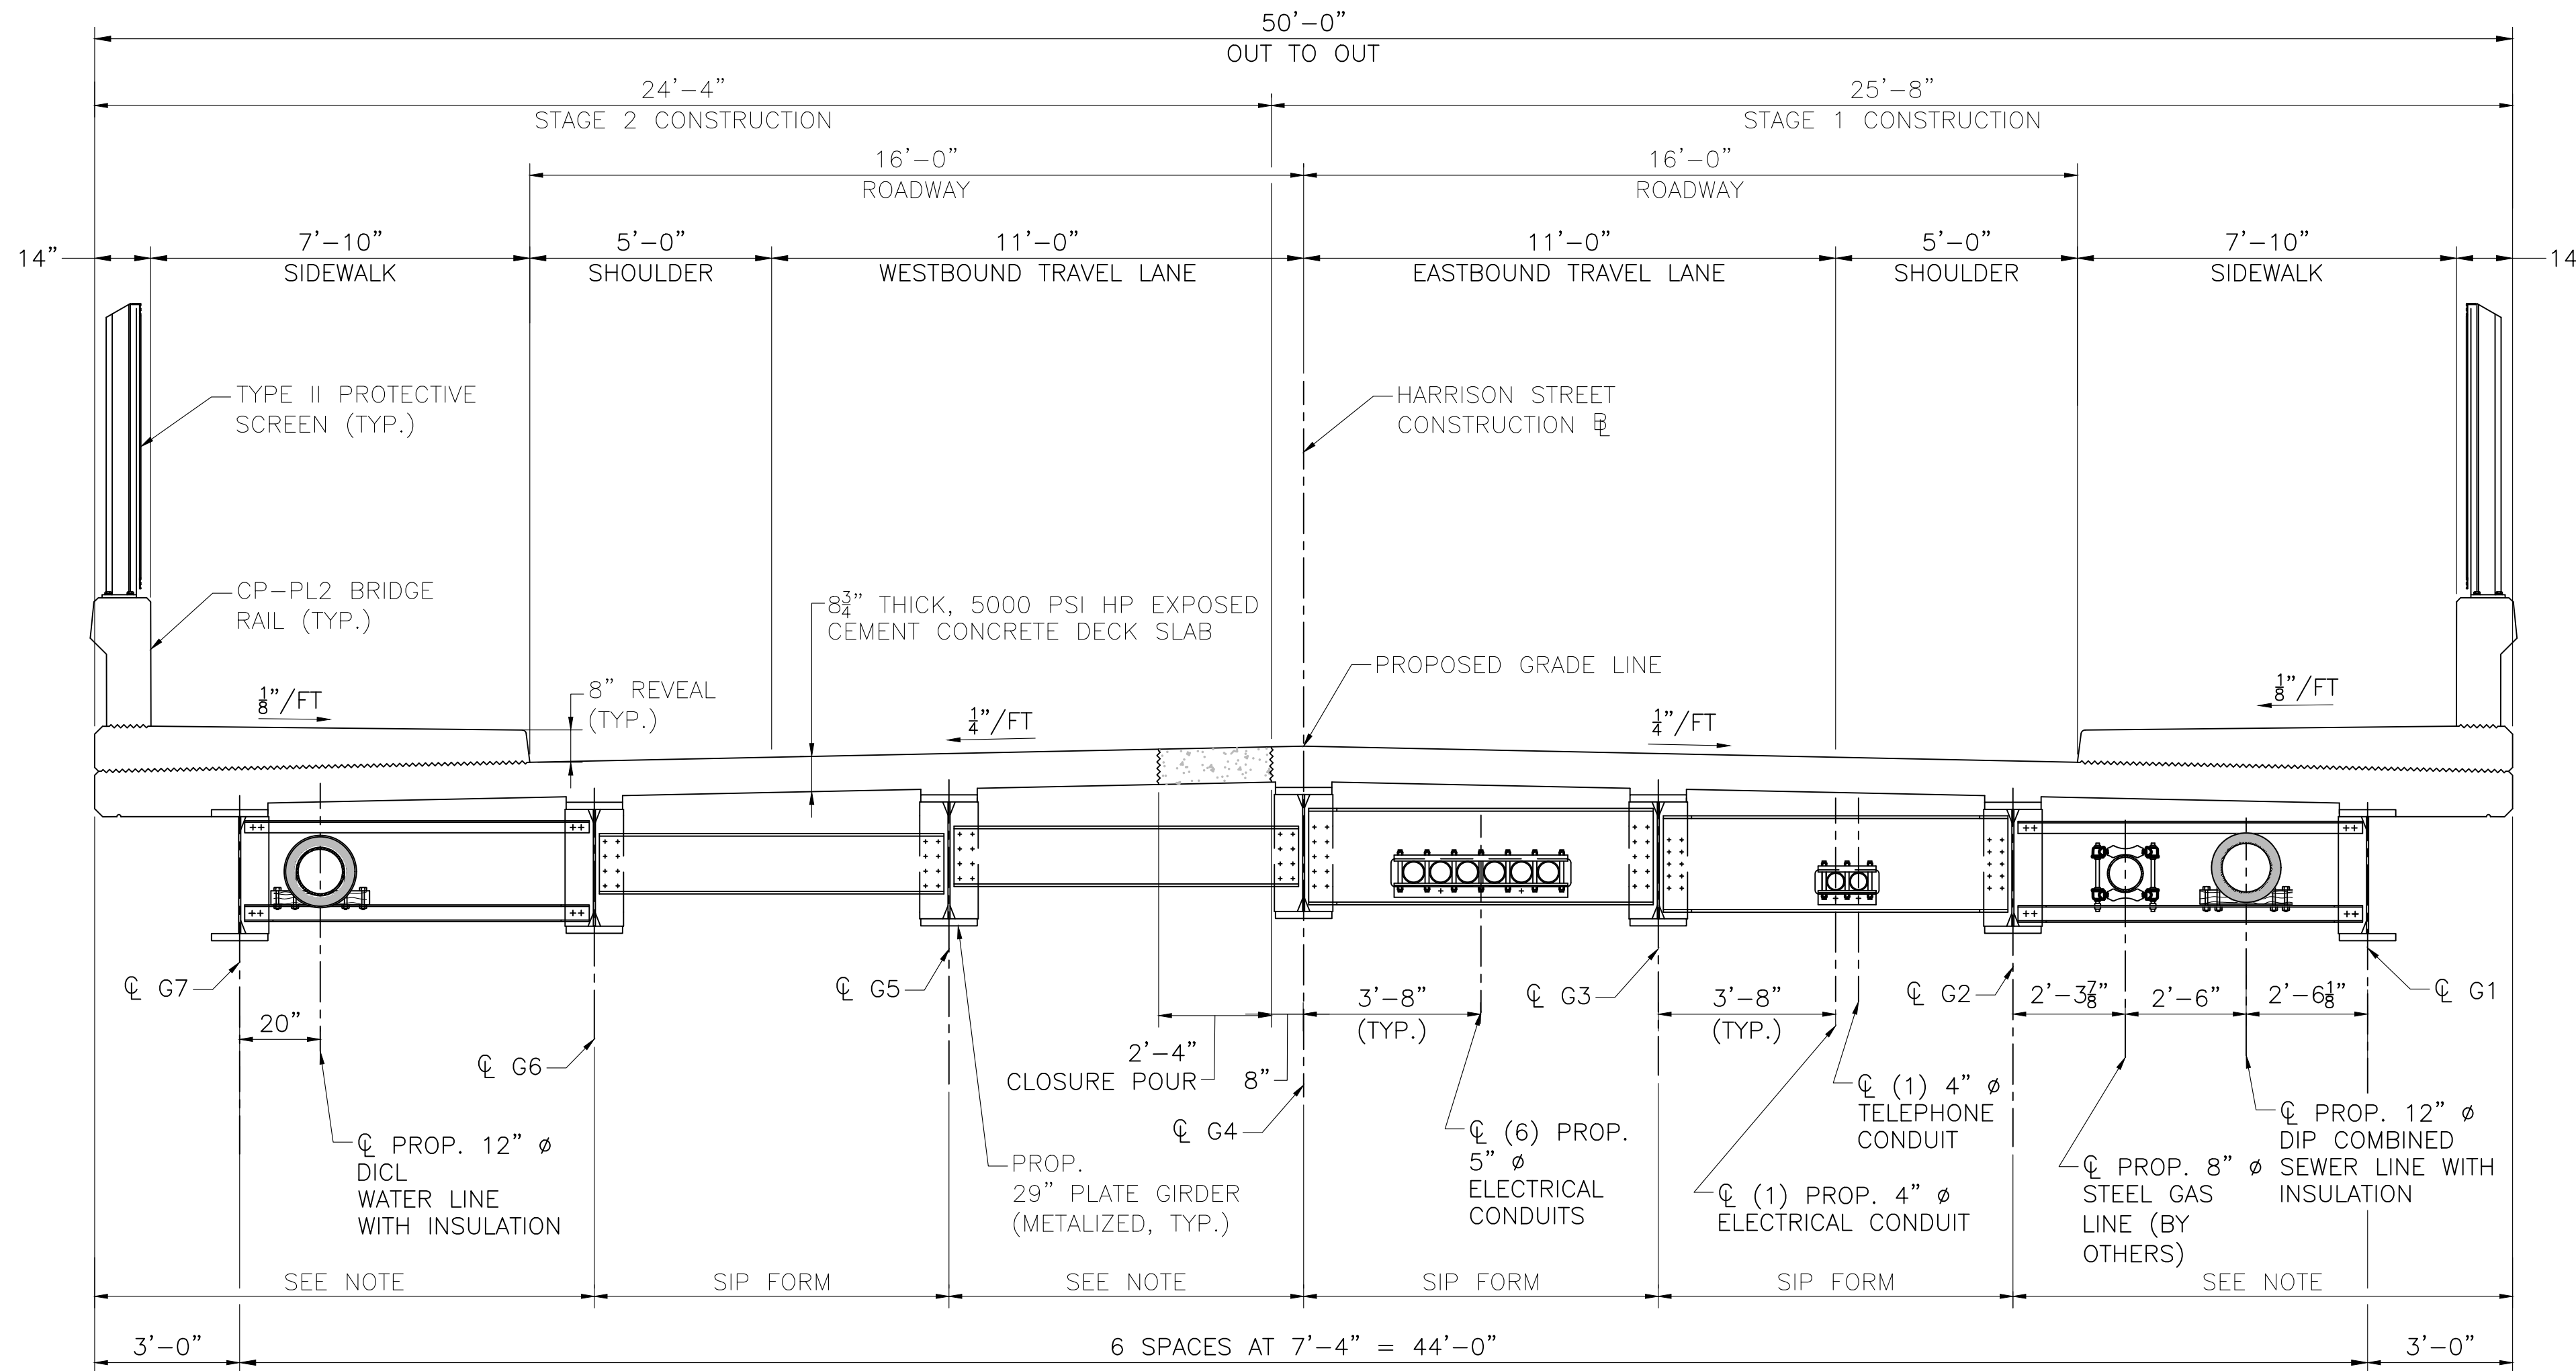 50'-0"
OUT TO OUT
24'-4"
STAGE 2 CONSTRUCTION
25'-8"
STAGE 1 CONSTRUCTION
16'-0"
ROADWAY
16'-0"
ROADWAY
14"
7'-10"
SIDEWALK
5'-0"
SHOULDER
11'-0"
WESTBOUND TRAVEL LANE
11'-0"
EASTBOUND TRAVEL LANE
5'-0"
SHOULDER
7'-10"
SIDEWALK
14
TYPE II PROTECTIVE
SCREEN (TYP.)
HARRISON STREET
CONSTRUCTION ⅊
CP-PL2 BRIDGE
RAIL (TYP.)
8 3/4" THICK, 5000 PSI HP EXPOSED
CEMENT CONCRETE DECK SLAB
PROPOSED GRADE LINE
1/8"/FT
8" REVEAL
(TYP.)
1/4"/FT
1/4"/FT
1/8"/FT
℄ G7
20"
℄ G6
℄ G5
2'-4"
CLOSURE POUR
8"
℄ G4
3'-8"
(TYP.)
℄ G3
3'-8"
(TYP.)
℄ G2
2'-3 7/8"
2'-6"
2'-6 1/8"
℄ G1
℄ PROP. 12" ø
DICL
WATER LINE
WITH INSULATION
PROP.
29" PLATE GIRDER
(METALIZED, TYP.)
℄ (6) PROP.
5" ø
ELECTRICAL
CONDUITS
℄ (1) 4" ø
TELEPHONE
CONDUIT
℄ (1) PROP. 4" ø
ELECTRICAL CONDUIT
℄ PROP. 8" ø
STEEL GAS
LINE (BY
OTHERS)
℄ PROP. 12" ø
DIP COMBINED
SEWER LINE WITH
INSULATION
SEE NOTE
SIP FORM
SEE NOTE
SIP FORM
SIP FORM
SEE NOTE
3'-0"
6 SPACES AT 7'-4" = 44'-0"
3'-0"